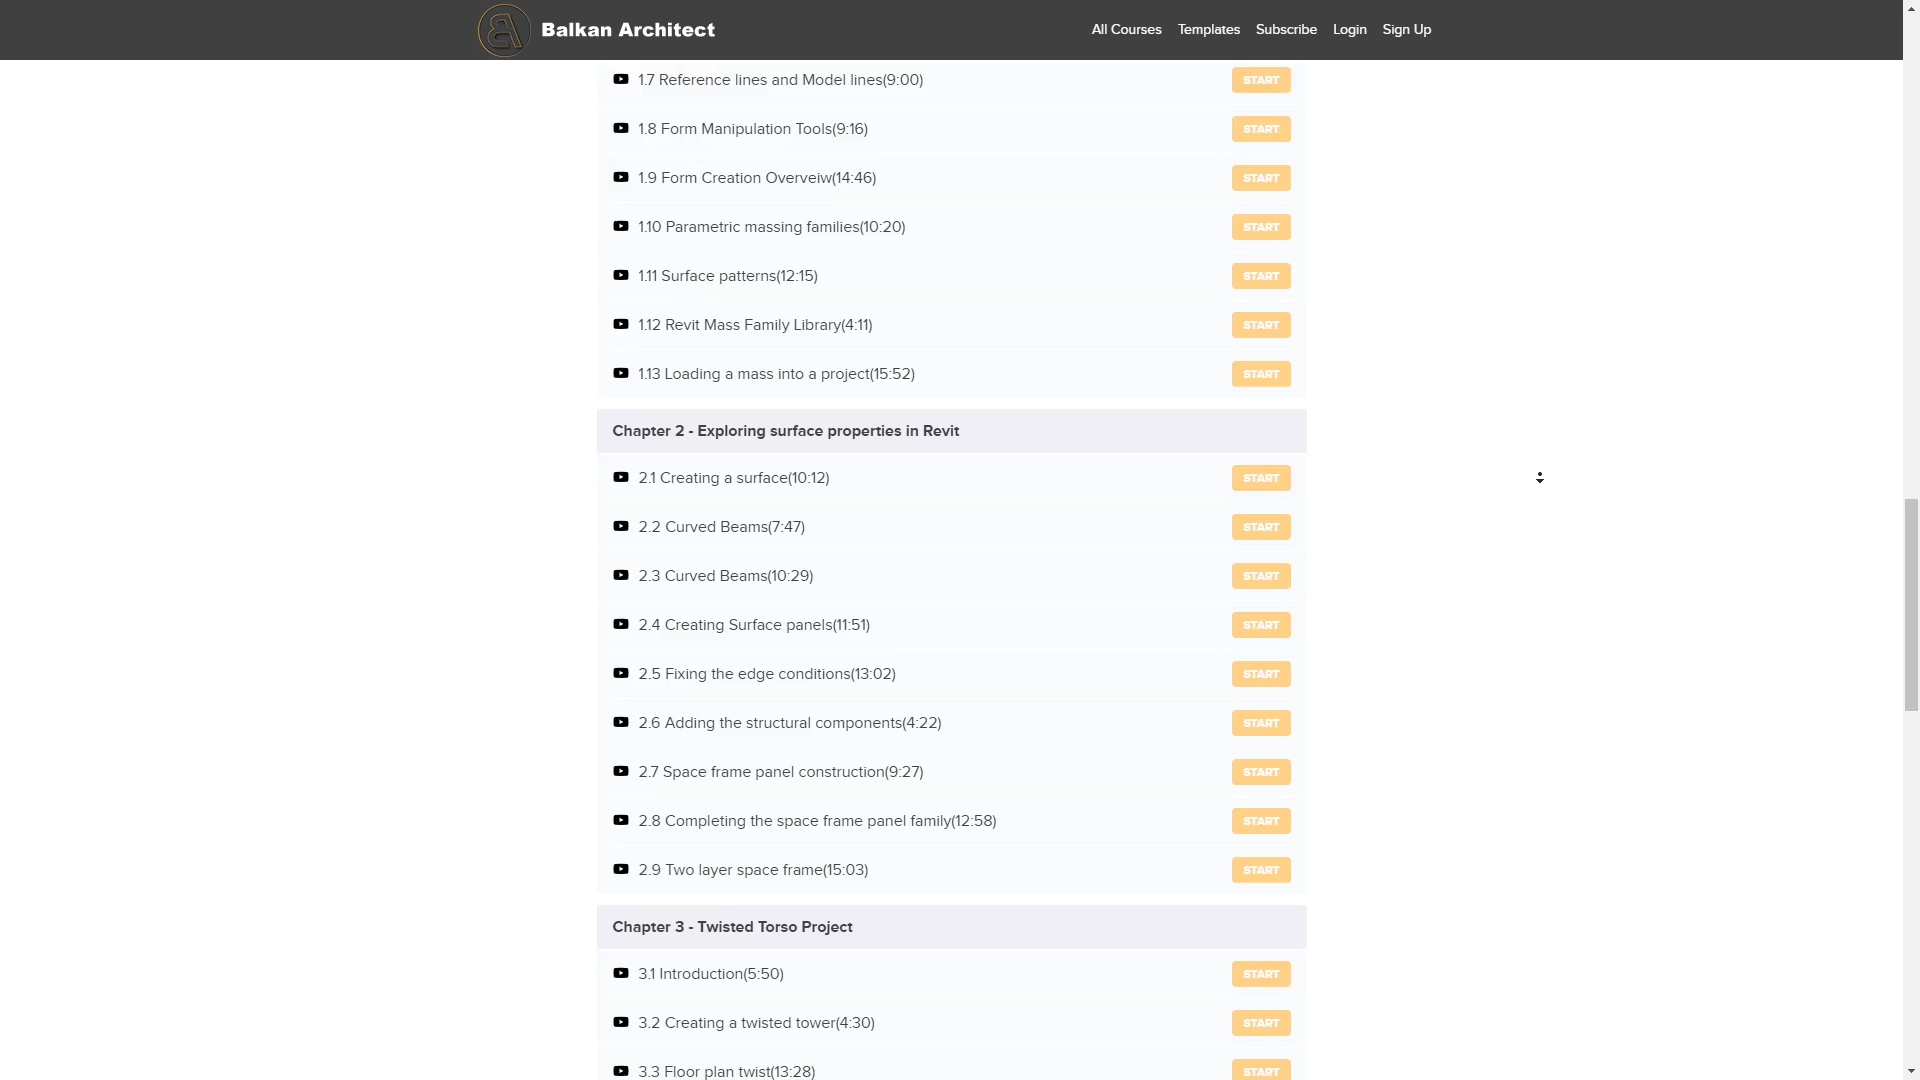 Balkan Architect
All Courses Templates Subscribe Login Sign Up
1.7 Reference lines and Model lines(9:00) START
1.8 Form Manipulation Tools(9:16) START
1.9 Form Creation Overveiw(14:46) START
1.10 Parametric massing families(10:20) START
1.11 Surface patterns(12:15) START
1.12 Revit Mass Family Library(4:11) START
1.13 Loading a mass into a project(15:52) START
Chapter 2 - Exploring surface properties in Revit
2.1 Creating a surface(10:12) START
2.2 Curved Beams(7:47) START
2.3 Curved Beams(10:29) START
2.4 Creating Surface panels(11:51) START
2.5 Fixing the edge conditions(13:02) START
2.6 Adding the structural components(4:22) START
2.7 Space frame panel construction(9:27) START
2.8 Completing the space frame panel family(12:58) START
2.9 Two layer space frame(15:03) START
Chapter 3 - Twisted Torso Project
3.1 Introduction(5:50) START
3.2 Creating a twisted tower(4:30) START
3.3 Floor plan twist(13:28) START